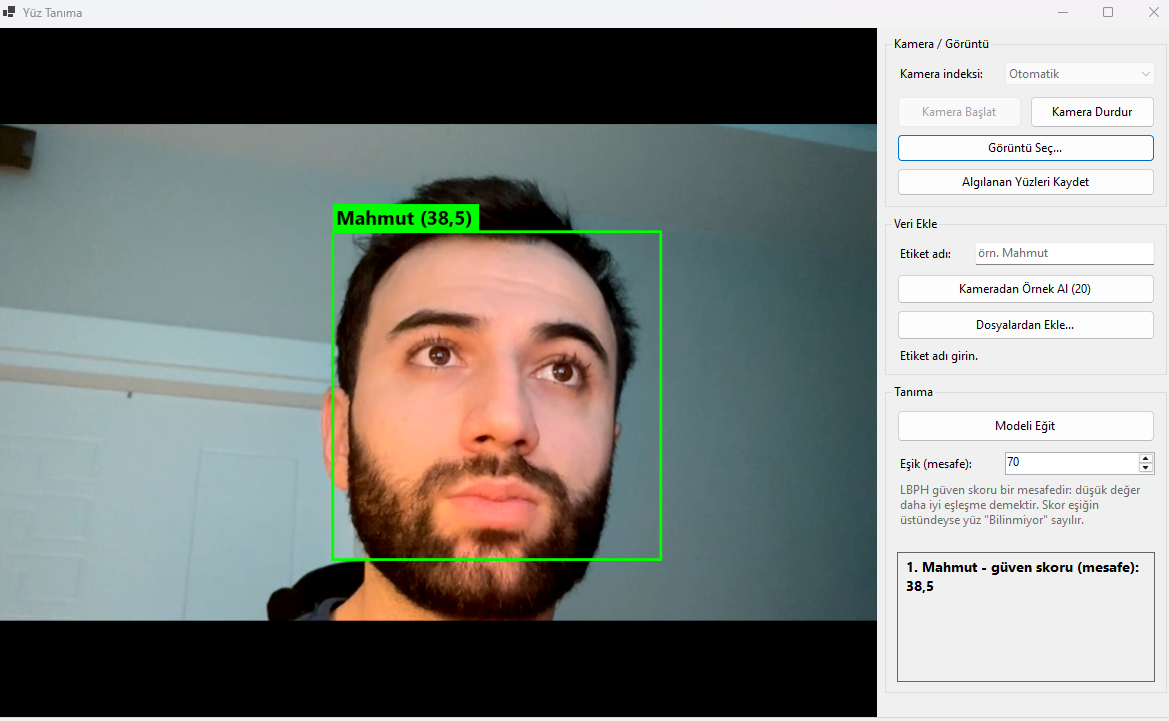 Yüz Tanıma
Mahmut (38,5)
Kamera / Görüntü
Kamera indeksi:
Otomatik
Kamera Başlat
Kamera Durdur
Görüntü Seç...
Algılanan Yüzleri Kaydet
Veri Ekle
Etiket adı:
örn. Mahmut
Kameradan Örnek Al (20)
Dosyalardan Ekle...
Etiket adı girin.
Tanıma
Modeli Eğit
Eşik (mesafe):
70
LBPH güven skoru bir mesafedir: düşük değer
daha iyi eşleşme demektir. Skor eşiğin
üstündeyse yüz "Bilinmiyor" sayılır.
1. Mahmut - güven skoru (mesafe):
38,5